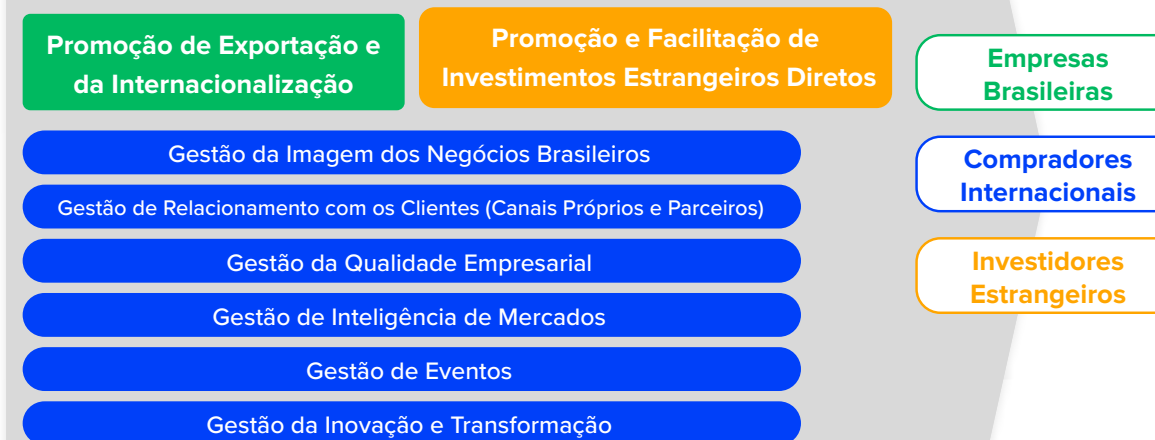 Promoção de Exportação e
da Internacionalização
Promoção e Facilitação de
Investimentos Estrangeiros Diretos
Empresas
Brasileiras
Gestão da Imagem dos Negócios Brasileiros
Compradores
Internacionais
Gestão de Relacionamento com os Clientes (Canais Próprios e Parceiros)
Gestão da Qualidade Empresarial
Investidores
Estrangeiros
Gestão de Inteligência de Mercados
Gestão de Eventos
Gestão da Inovação e Transformação